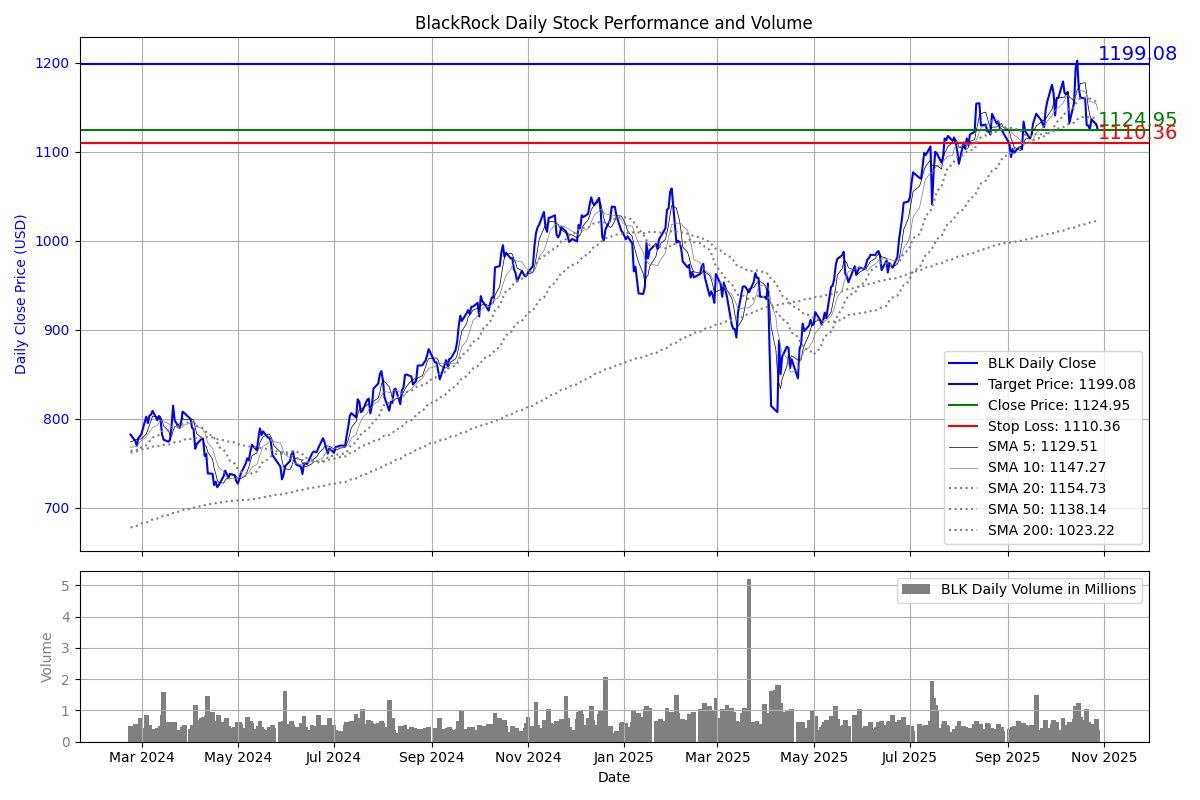 BlackRock Daily Stock Performance and Volume
Daily Close Price (USD)
1200
1100
1000
900
800
700
1199.08
1124.95
1110.36
BLK Daily Close
Target Price: 1199.08
Close Price: 1124.95
Stop Loss: 1110.36
SMA 5: 1129.51
SMA 10: 1147.27
SMA 20: 1154.73
SMA 50: 1138.14
SMA 200: 1023.22
Volume
5
4
3
2
1
0
BLK Daily Volume in Millions
Mar 2024 May 2024 Jul 2024 Sep 2024 Nov 2024 Jan 2025 Mar 2025 May 2025 Jul 2025 Sep 2025 Nov 2025
Date